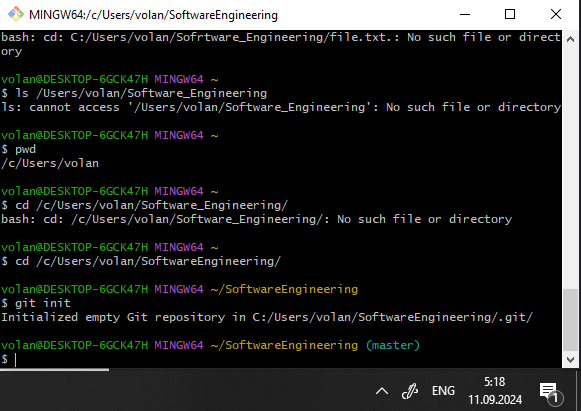 MINGW64:/c/Users/volan/SoftwareEngineering
bash: cd: C:/Users/volan/Sofrtware_Engineering/file.txt.: No such file or direct
ory
volan@DESKTOP-6GCK47H MINGW64 ~
$ ls /Users/volan/Software_Engineering
ls: cannot access '/Users/volan/Software_Engineering': No such file or directory
volan@DESKTOP-6GCK47H MINGW64 ~
$ pwd
/c/Users/volan
volan@DESKTOP-6GCK47H MINGW64 ~
$ cd /c/Users/volan/Software_Engineering/
bash: cd: /c/Users/volan/Software_Engineering/: No such file or directory
volan@DESKTOP-6GCK47H MINGW64 ~
$ cd /c/Users/volan/SoftwareEngineering/
volan@DESKTOP-6GCK47H MINGW64 ~/SoftwareEngineering
$ git init
Initialized empty Git repository in C:/Users/volan/SoftwareEngineering/.git/
volan@DESKTOP-6GCK47H MINGW64 ~/SoftwareEngineering (master)
$
ENG
5:18
11.09.2024
1